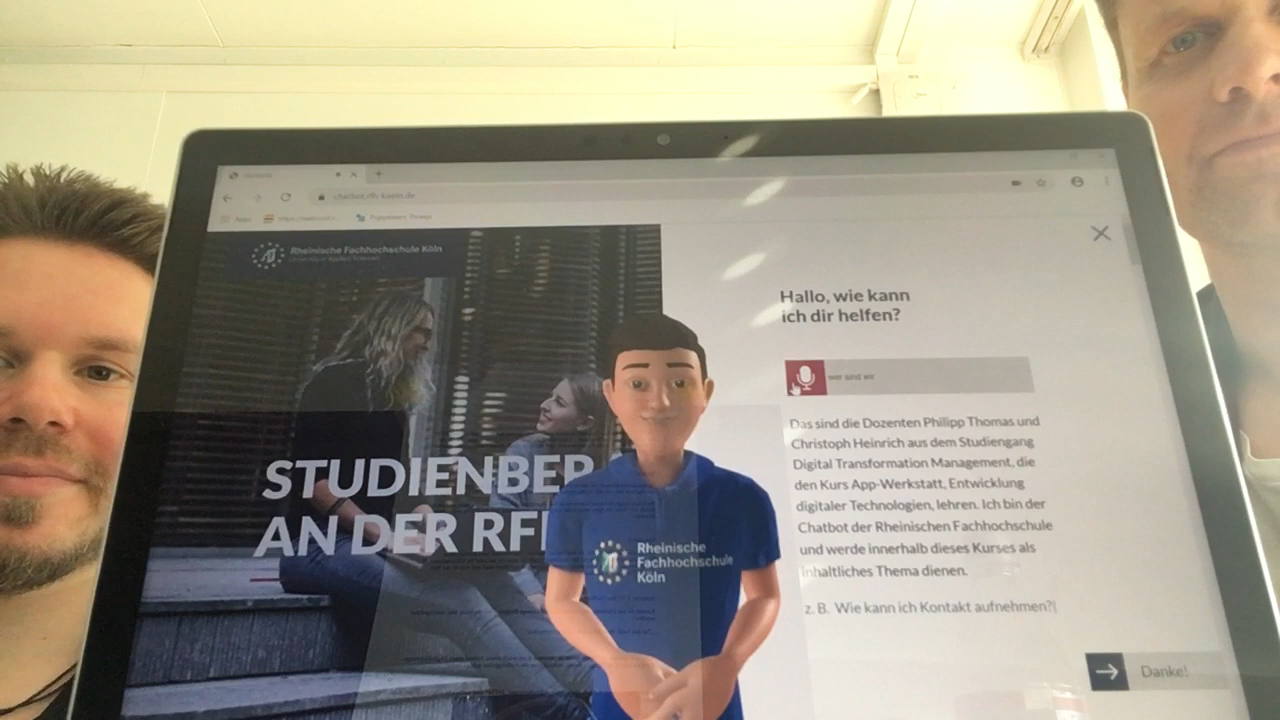 chatbot.rfh-koeln.de
Apps
Rheinische Fachhochschule Köln
University of Applied Sciences
STUDIENBER
AN DER RFH
Rheinische
Fachhochschule
Köln
Hallo, wie kann
ich dir helfen?
wer sind wir
Das sind die Dozenten Philipp Thomas und
Christoph Heinrich aus dem Studiengang
Digital Transformation Management, die
den Kurs App-Werkstatt, Entwicklung
digitaler Technologien, lehren. Ich bin der
Chatbot der Rheinischen Fachhochschule
und werde innerhalb dieses Kurses als
inhaltliches Thema dienen.
z. B. Wie kann ich Kontakt aufnehmen?
Danke!